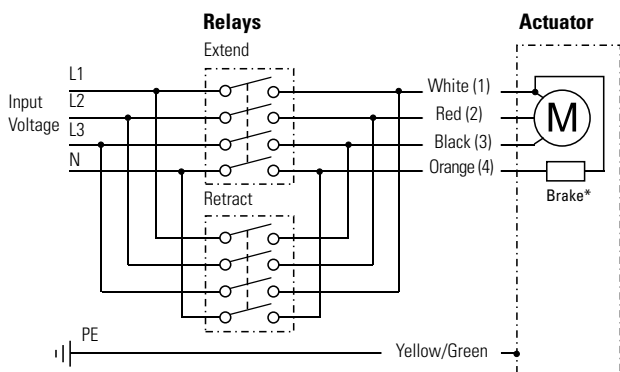 Relays
Actuator
Extend
L1
White (1)
Input
Voltage
L2
Red (2)
M
L3
Black (3)
N
Orange (4)
Retract
Brake*
PE
Yellow/Green